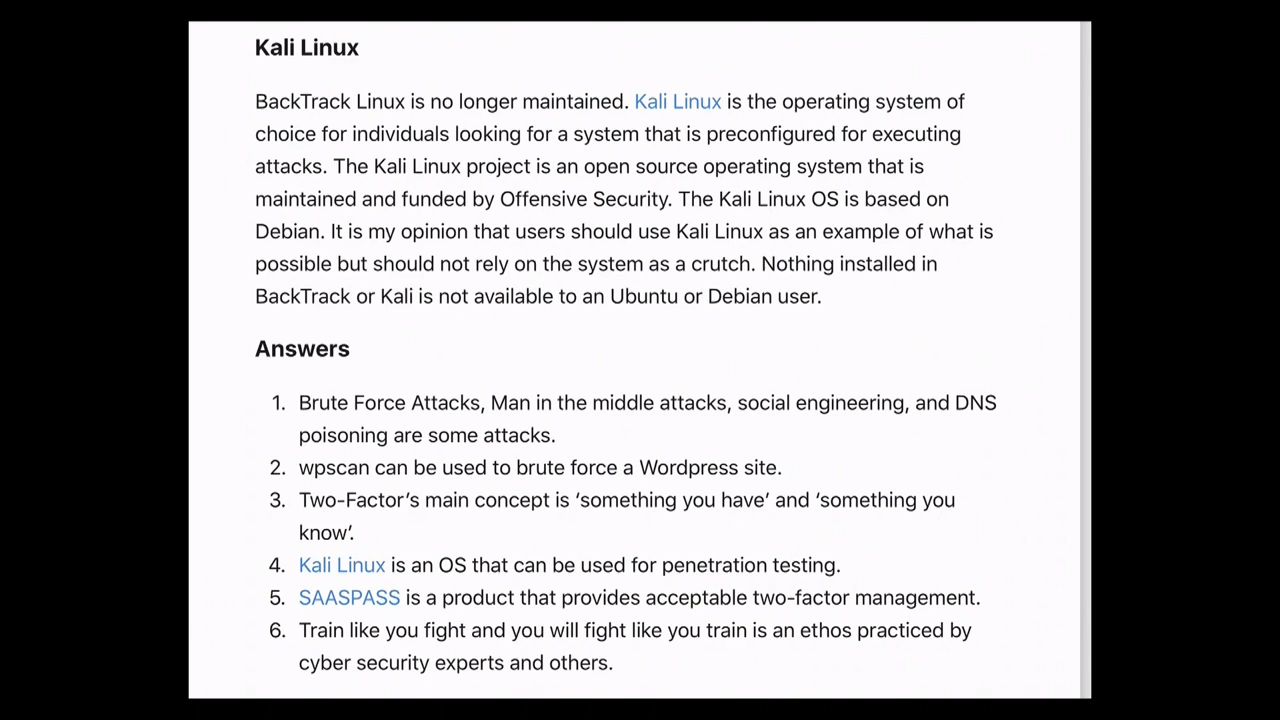 Kali Linux
BackTrack Linux is no longer maintained. Kali Linux is the operating system of
choice for individuals looking for a system that is preconfigured for executing
attacks. The Kali Linux project is an open source operating system that is
maintained and funded by Offensive Security. The Kali Linux OS is based on
Debian. It is my opinion that users should use Kali Linux as an example of what is
possible but should not rely on the system as a crutch. Nothing installed in
BackTrack or Kali is not available to an Ubuntu or Debian user.
Answers
1. Brute Force Attacks, Man in the middle attacks, social engineering, and DNS
poisoning are some attacks.
2. wpscan can be used to brute force a Wordpress site.
3. Two-Factor’s main concept is ‘something you have’ and ‘something you
know’.
4. Kali Linux is an OS that can be used for penetration testing.
5. SAASPASS is a product that provides acceptable two-factor management.
6. Train like you fight and you will fight like you train is an ethos practiced by
cyber security experts and others.